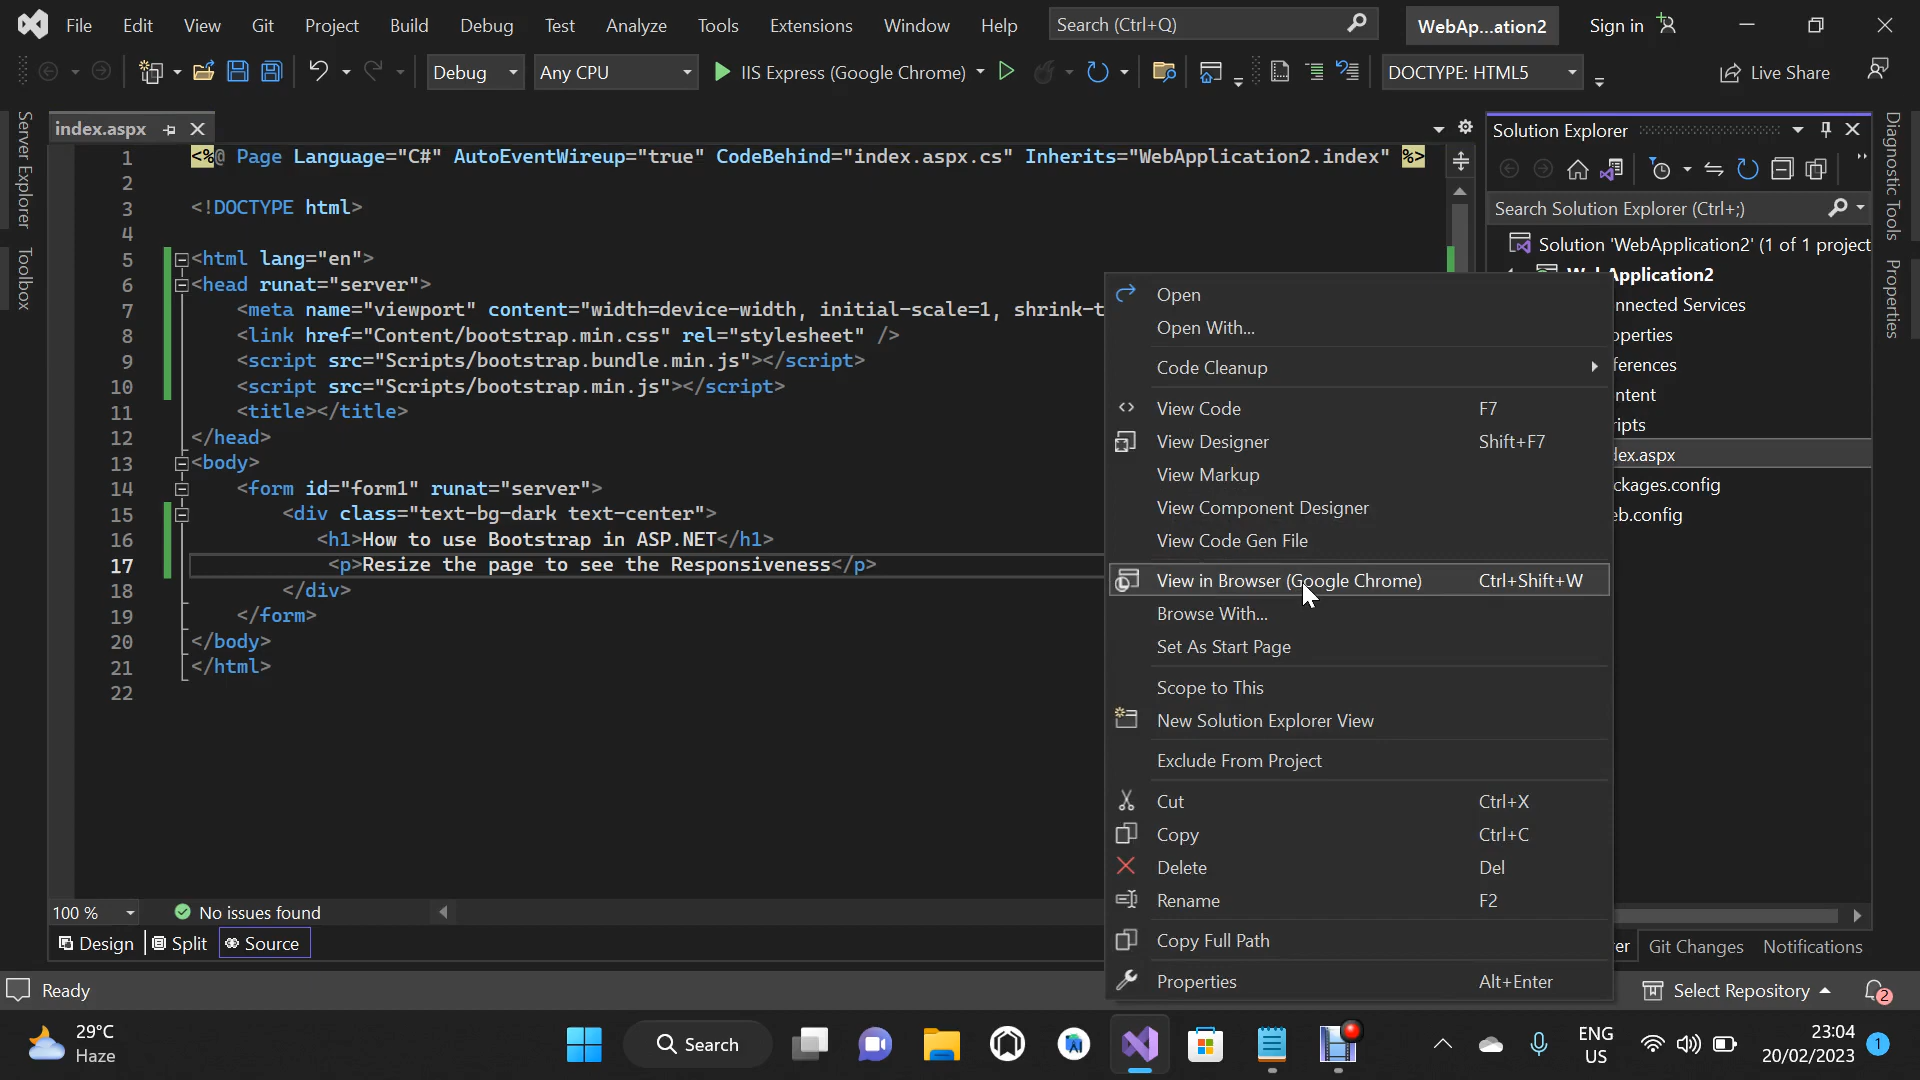 File Edit View Git Project Build Debug Test Analyze Tools Extensions Window Help Search (Ctrl+Q) WebAp...ation2 Sign in
Debug Any CPU IIS Express (Google Chrome) DOCTYPE: HTML5 Live Share
Server Explorer
Toolbox
index.aspx
1 <%@ Page Language="C#" AutoEventWireup="true" CodeBehind="index.aspx.cs" Inherits="WebApplication2.index" %>
2
3 <!DOCTYPE html>
4
5 <html lang="en">
6 <head runat="server">
7 <meta name="viewport" content="width=device-width, initial-scale=1, shrink-t
8 <link href="Content/bootstrap.min.css" rel="stylesheet" />
9 <script src="Scripts/bootstrap.bundle.min.js"></script>
10 <script src="Scripts/bootstrap.min.js"></script>
11 <title></title>
12 </head>
13 <body>
14 <form id="form1" runat="server">
15 <div class="text-bg-dark text-center">
16 <h1>How to use Bootstrap in ASP.NET</h1>
17 <p>Resize the page to see the Responsiveness</p>
18 </div>
19 </form>
20 </body>
21 </html>
22
100 % No issues found
Design Split Source
Open
Open With...
Code Cleanup
View Code F7
View Designer Shift+F7
View Markup
View Component Designer
View Code Gen File
View in Browser (Google Chrome) Ctrl+Shift+W
Browse With...
Set As Start Page
Scope to This
New Solution Explorer View
Exclude From Project
Cut Ctrl+X
Copy Ctrl+C
Delete Del
Rename F2
Copy Full Path
Properties Alt+Enter
Solution Explorer
Search Solution Explorer (Ctrl+;)
Solution 'WebApplication2' (1 of 1 project
Application2
nnected Services
operties
ferences
ntent
ripts
dex.aspx
ckages.config
eb.config
er Git Changes Notifications
Diagnostic Tools
Properties
Ready Select Repository 2
29°C
Haze
Search
ENG
US
23:04
20/02/2023
1